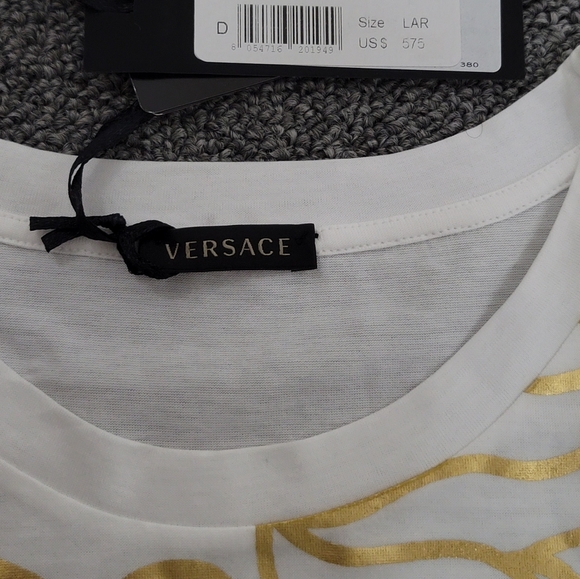 D
Size LAR
US $ 575
8 054716 201949
380
VERSACE